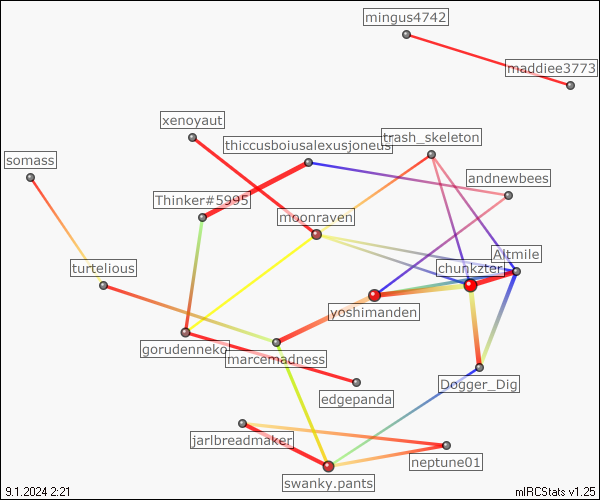 mingus4742
maddiee3773
xenoyaut
trash_skeleton
thiccusboiusalexusjoneus
somass
andnewbees
Thinker#5995
moonraven
Altmile
turtelious
chunkzter
yoshimanden
gorudenneko
marcemadness
Dogger_Dig
edgepanda
jarlbreadmaker
neptune01
swanky.pants
9.1.2024 2:21
mIRCStats v1.25